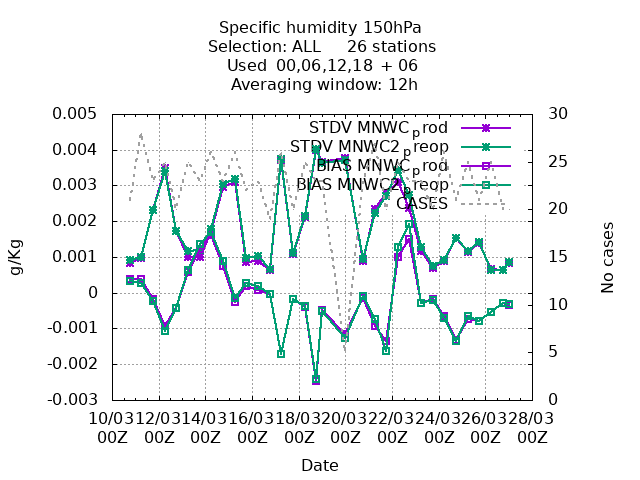 Specific humidity 150hPa
Selection: ALL 26 stations
Used 00,06,12,18 + 06
Averaging window: 12h
0.005
0.004
0.003
0.002
0.001
0
-0.001
-0.002
-0.003
g/Kg
30
25
20
15
10
5
0
No cases
STDV MNWCprod
STDV MNWC2preop
BIAS MNWCprod
BIAS MNWC2preop
CASES
10/03 12/03 14/03 16/03 18/03 20/03 22/03 24/03 26/03 28/03
00Z 00Z 00Z 00Z 00Z 00Z 00Z 00Z 00Z 00Z
Date